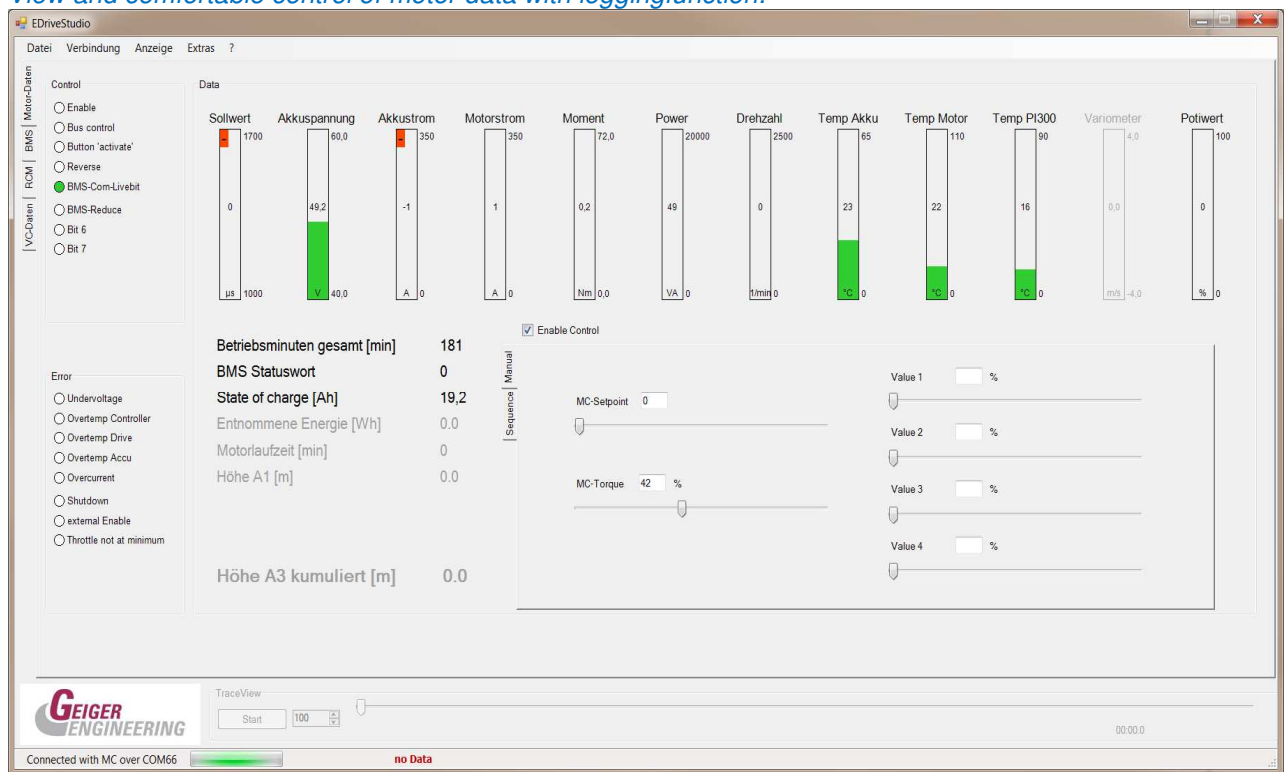 View and comfortable control of motor data with loggingfunction.
EDriveStudio
Datei Verbindung Anzeige Extras ?
Motor-Daten
BMS
RCM
VC-Daten
Control
Enable
Bus control
Button 'activate'
Reverse
BMS-Com-Livebit
BMS-Reduce
Bit 6
Bit 7
Error
Undervoltage
Overtemp Controller
Overtemp Drive
Overtemp Accu
Overcurrent
Shutdown
external Enable
Throttle not at minimum
Data
Sollwert Akkuspannung Akkustrom Motorstrom Moment Power Drehzahl Temp Akku Temp Motor Temp PI300 Variometer Potiwert
- 1700 60,0 - 350 350 72,0 20000 2500 65 110 90 4,0 100
0 49,2 -1 1 0,2 49 0 23 22 16 0,0 0
µs 1000 V 40,0 A 0 A 0 Nm 0,0 VA 0 1/min 0 °C 0 °C 0 °C 0 m/s -4,0 % 0
Betriebsminuten gesamt [min] 181
BMS Statuswort 0
State of charge [Ah] 19,2
Entnommene Energie [Wh] 0.0
Motorlaufzeit [min] 0
Höhe A1 [m] 0.0
Höhe A3 kumuliert [m] 0.0
Enable Control
Manual
Sequence
MC-Setpoint 0
MC-Torque 42 %
Value 1 %
Value 2 %
Value 3 %
Value 4 %
GEIGER
ENGINEERING
TraceView
Start 100
00:00.0
Connected with MC over COM66 no Data